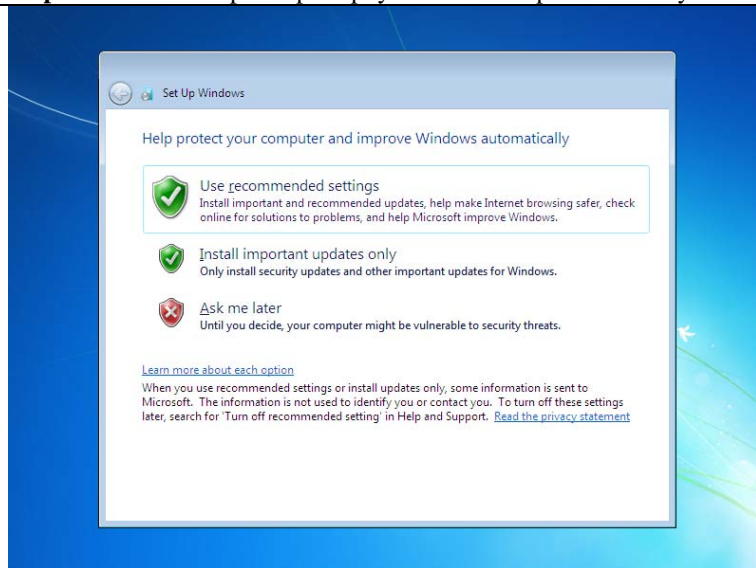 Set Up Windows
Help protect your computer and improve Windows automatically
Use recommended settings
Install important and recommended updates, help make Internet browsing safer, check
online for solutions to problems, and help Microsoft improve Windows.
Install important updates only
Only install security updates and other important updates for Windows.
Ask me later
Until you decide, your computer might be vulnerable to security threats.
Learn more about each option
When you use recommended settings or install updates only, some information is sent to
Microsoft. The information is not used to identify you or contact you. To turn off these settings
later, search for 'Turn off recommended setting' in Help and Support. Read the privacy statement